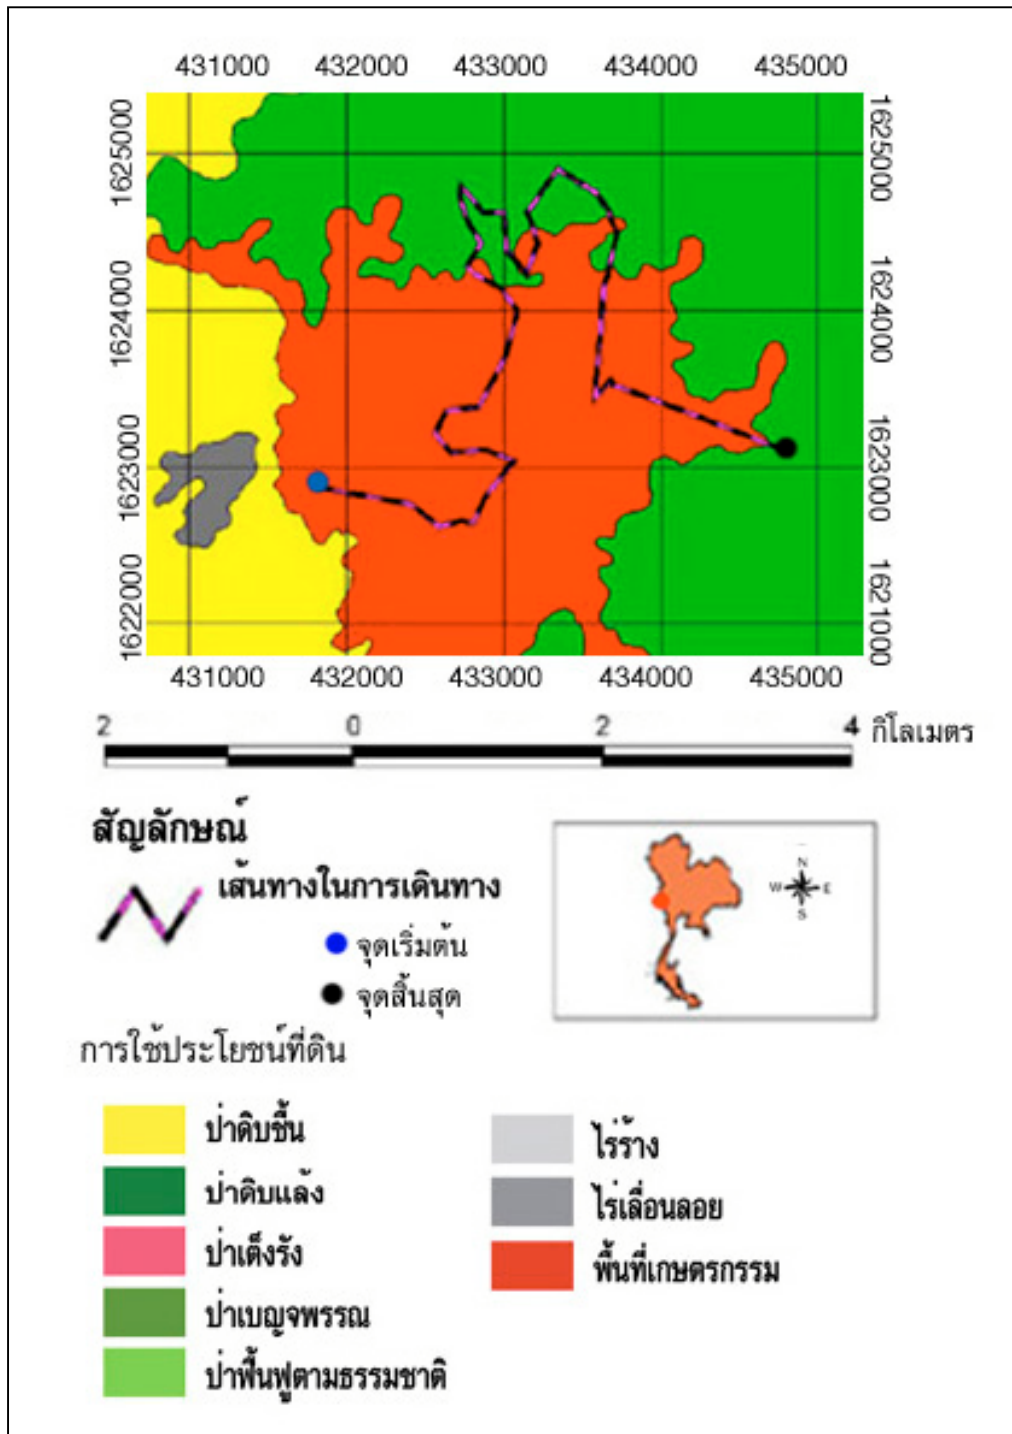 431000 432000 433000 434000 435000
1625000 1625000
1624000 1624000
1623000 1623000
1622000 1621000
431000 432000 433000 434000 435000
2 0 2 4 กิโลเมตร
สัญลักษณ์
เส้นทางในการเดินทาง
จุดเริ่มต้น
จุดสิ้นสุด
N
W E
S
การใช้ประโยชน์ที่ดิน
ป่าดิบชื้น
ป่าดิบแล้ง
ป่าเต็งรัง
ป่าเบญจพรรณ
ป่าฟื้นฟูตามธรรมชาติ
ไร่ร้าง
ไร่เลื่อนลอย
พื้นที่เกษตรกรรม